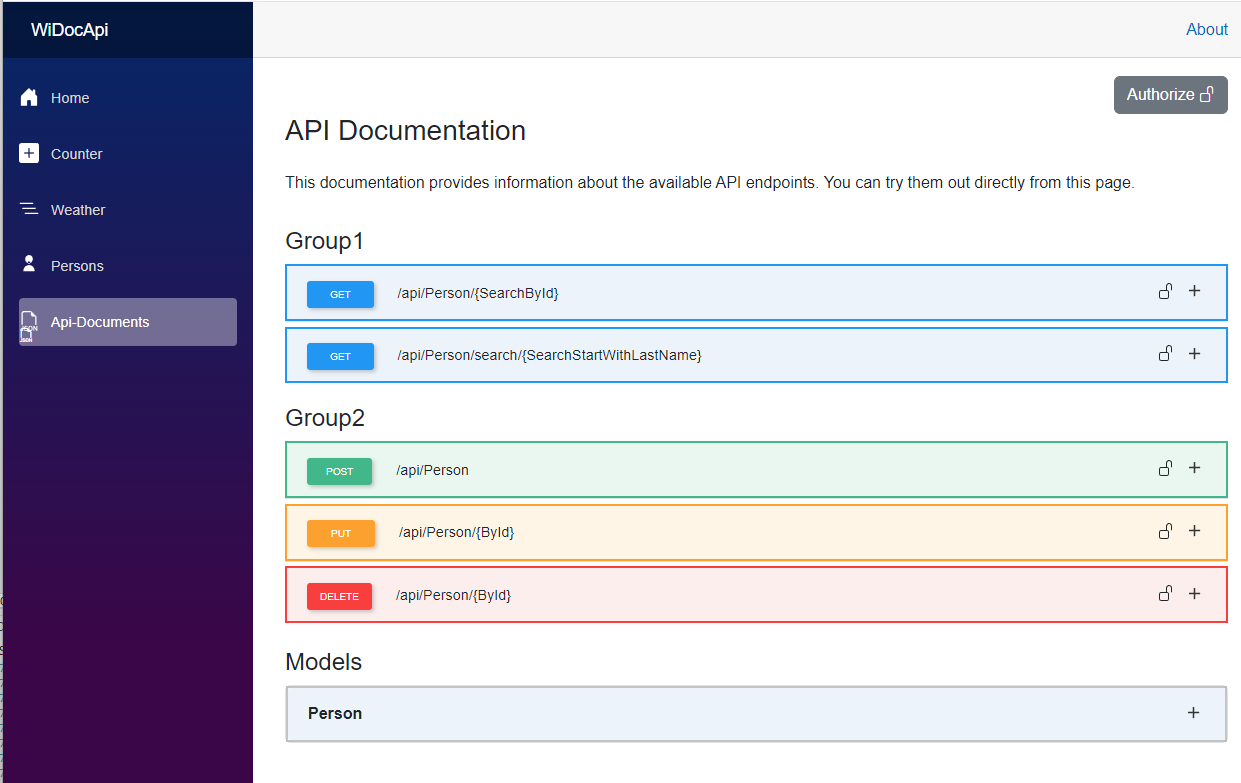 WiDocApi
About
Home
Counter
Weather
Persons
Api-Documents
Authorize
API Documentation
This documentation provides information about the available API endpoints. You can try them out directly from this page.
Group1
GET /api/Person/{SearchById}
GET /api/Person/search/{SearchStartWithLastName}
Group2
POST /api/Person
PUT /api/Person/{ById}
DELETE /api/Person/{ById}
Models
Person